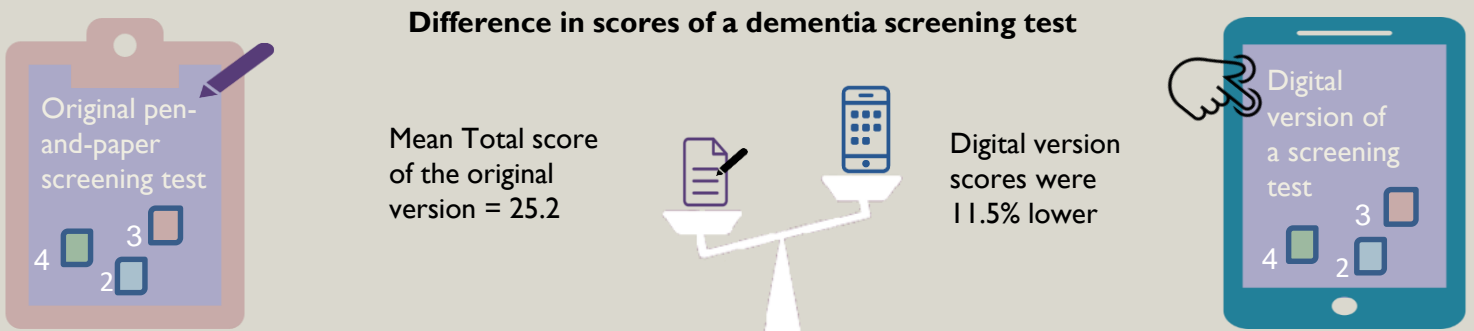 Difference in scores of a dementia screening test
Original pen-
and-paper
screening test
4
3
2
Mean Total score
of the original
version = 25.2
Digital version
scores were
11.5% lower
Digital
version of
a screening
test
3
4
2